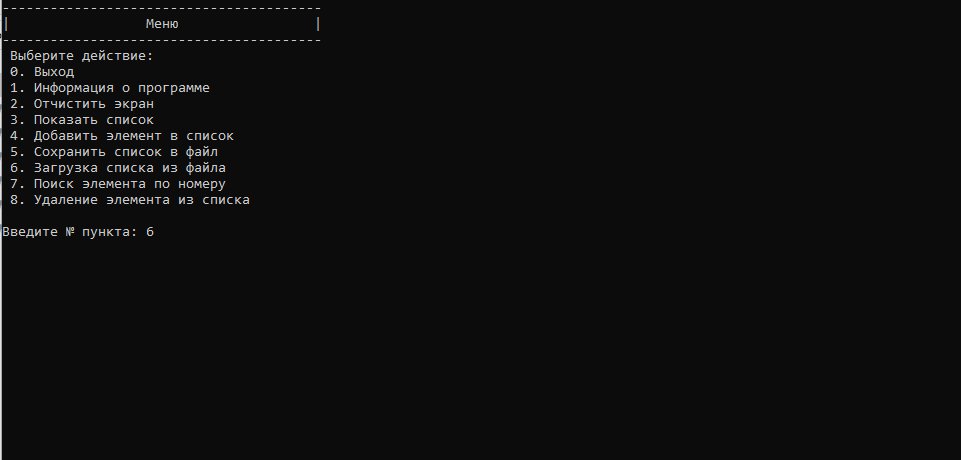 ----------------------------------------
|                 Меню                 |
----------------------------------------
 Выберите действие:
 0. Выход
 1. Информация о программе
 2. Отчистить экран
 3. Показать список
 4. Добавить элемент в список
 5. Сохранить список в файл
 6. Загрузка списка из файла
 7. Поиск элемента по номеру
 8. Удаление элемента из списка

Введите № пункта: 6